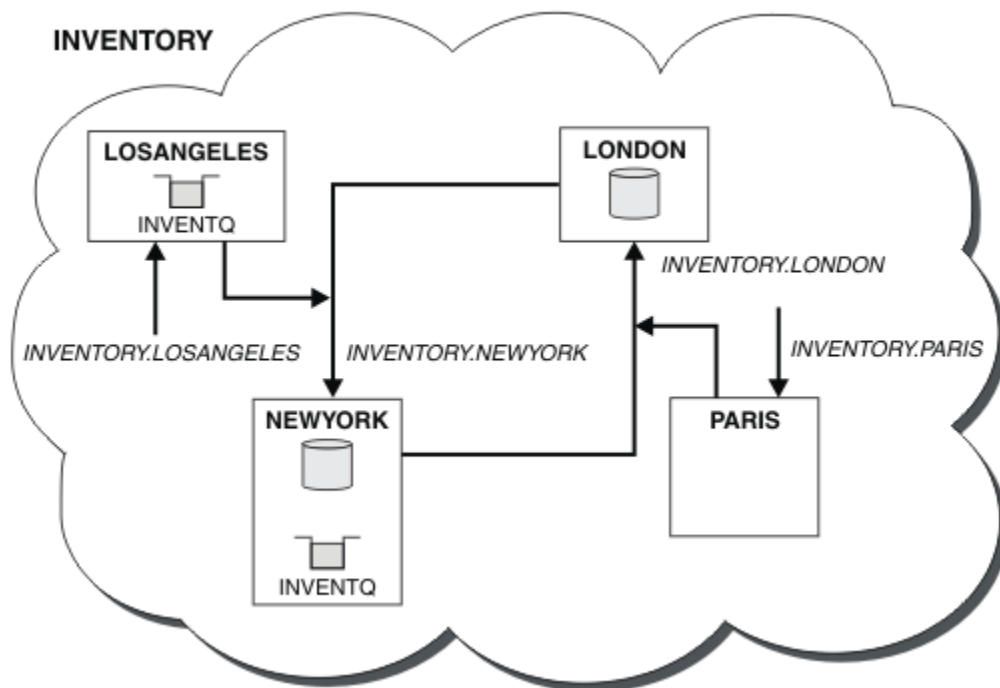 INVENTORY
LOSANGELES
INVENTQ
LONDON
INVENTORY.LONDON
INVENTORY.LOSANGELES
INVENTORY.NEWYORK
INVENTORY.PARIS
NEWYORK
INVENTQ
PARIS